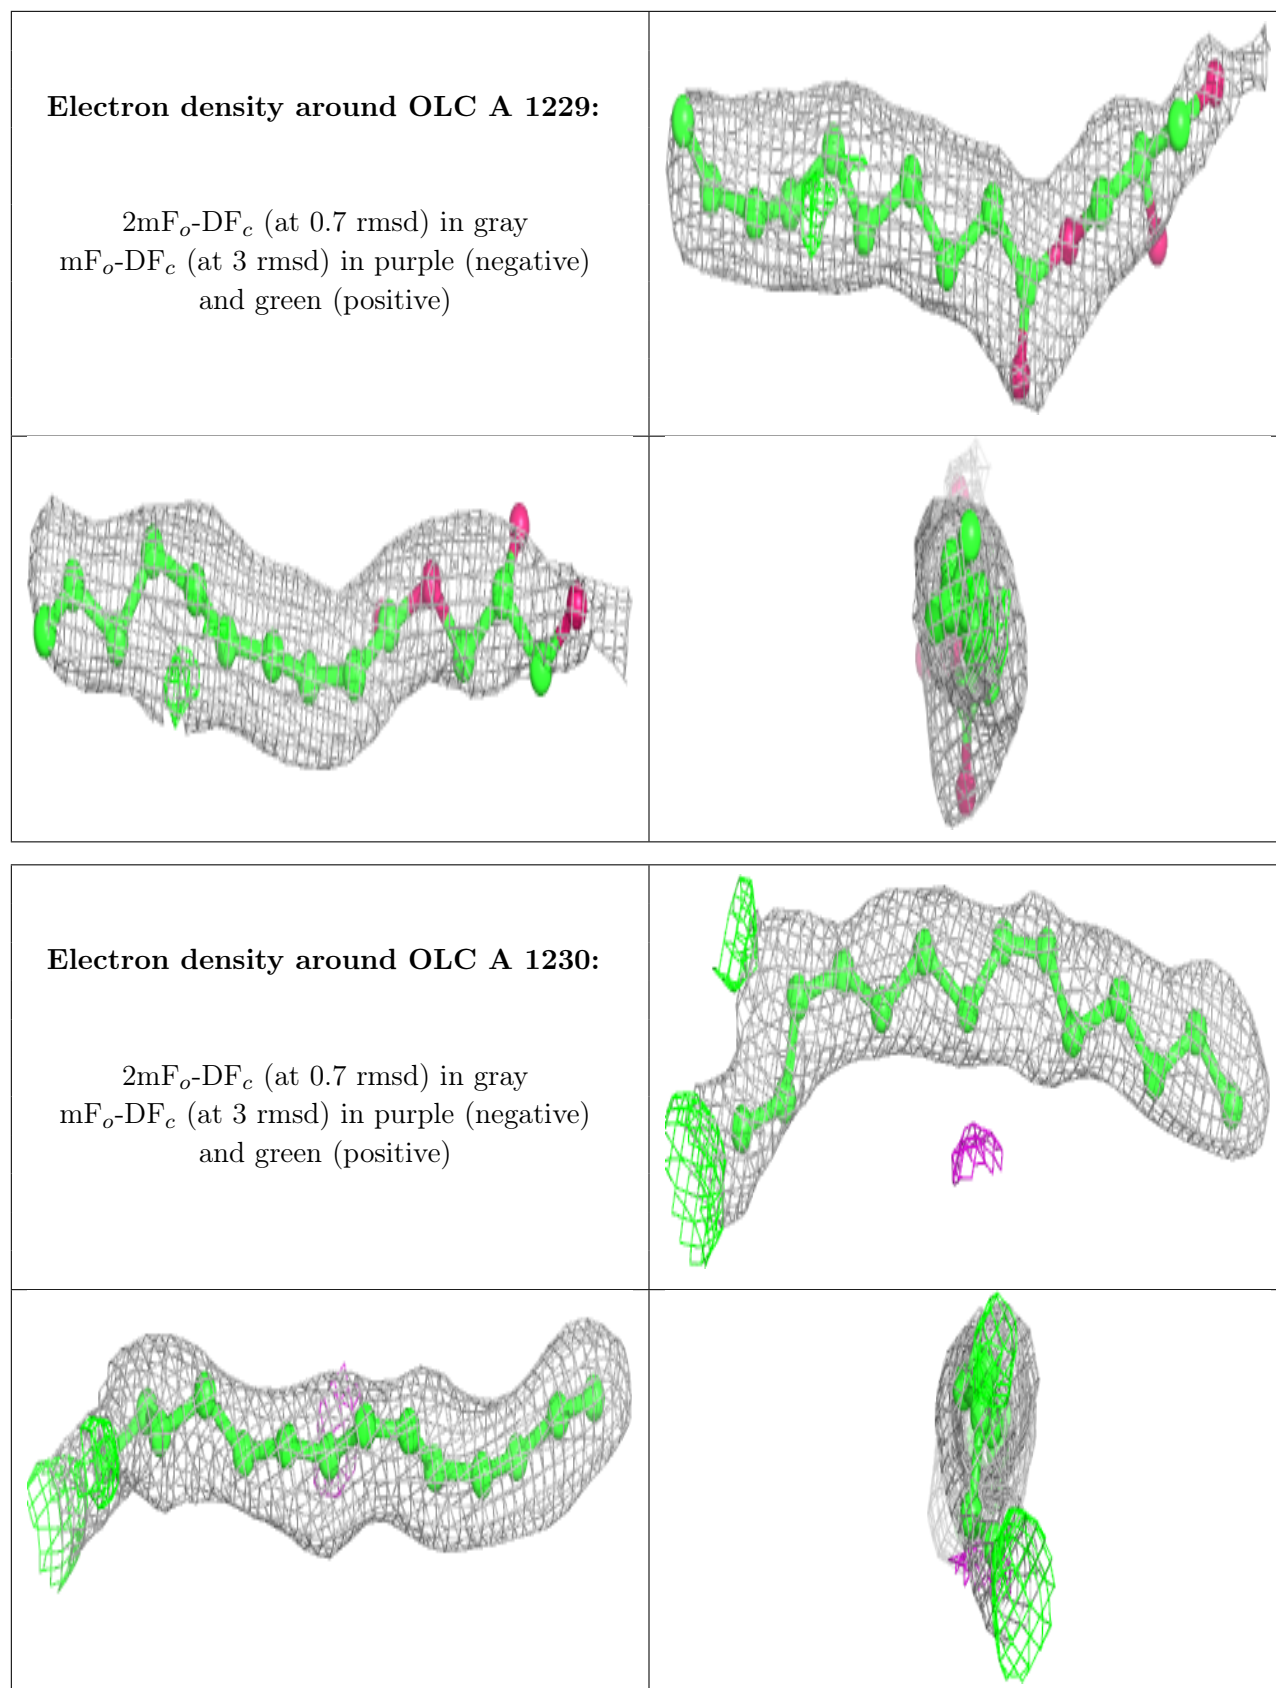 Electron density around OLC A 1229:
2mFₒ-DF𝒸 (at 0.7 rmsd) in gray
mFₒ-DF𝒸 (at 3 rmsd) in purple (negative)
and green (positive)
Electron density around OLC A 1230:
2mFₒ-DF𝒸 (at 0.7 rmsd) in gray
mFₒ-DF𝒸 (at 3 rmsd) in purple (negative)
and green (positive)